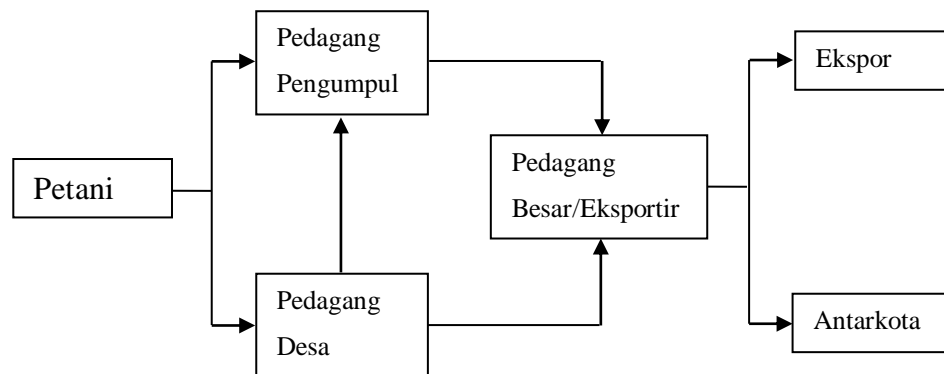 Pedagang
Pengumpul
Ekspor
Petani
Pedagang
Besar/Eksportir
Pedagang
Desa
Antarkota